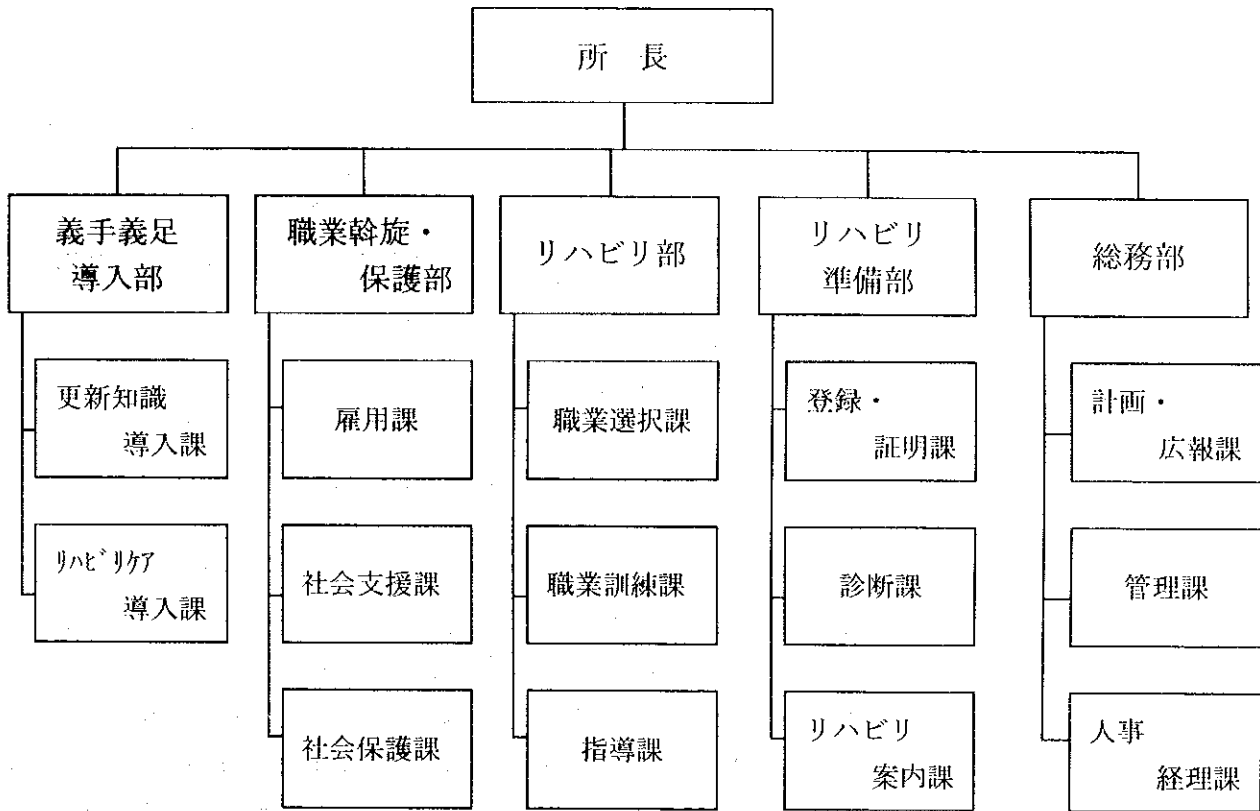 所 長
義手義足
導入部
職業斡旋・
保護部
リハビリ部
リハビリ
準備部
総務部
更新知識
導入課
リハビリケア
導入課
雇用課
社会支援課
社会保護課
職業選択課
職業訓練課
指導課
登録・
証明課
診断課
リハビリ
案内課
計画・
広報課
管理課
人事
経理課